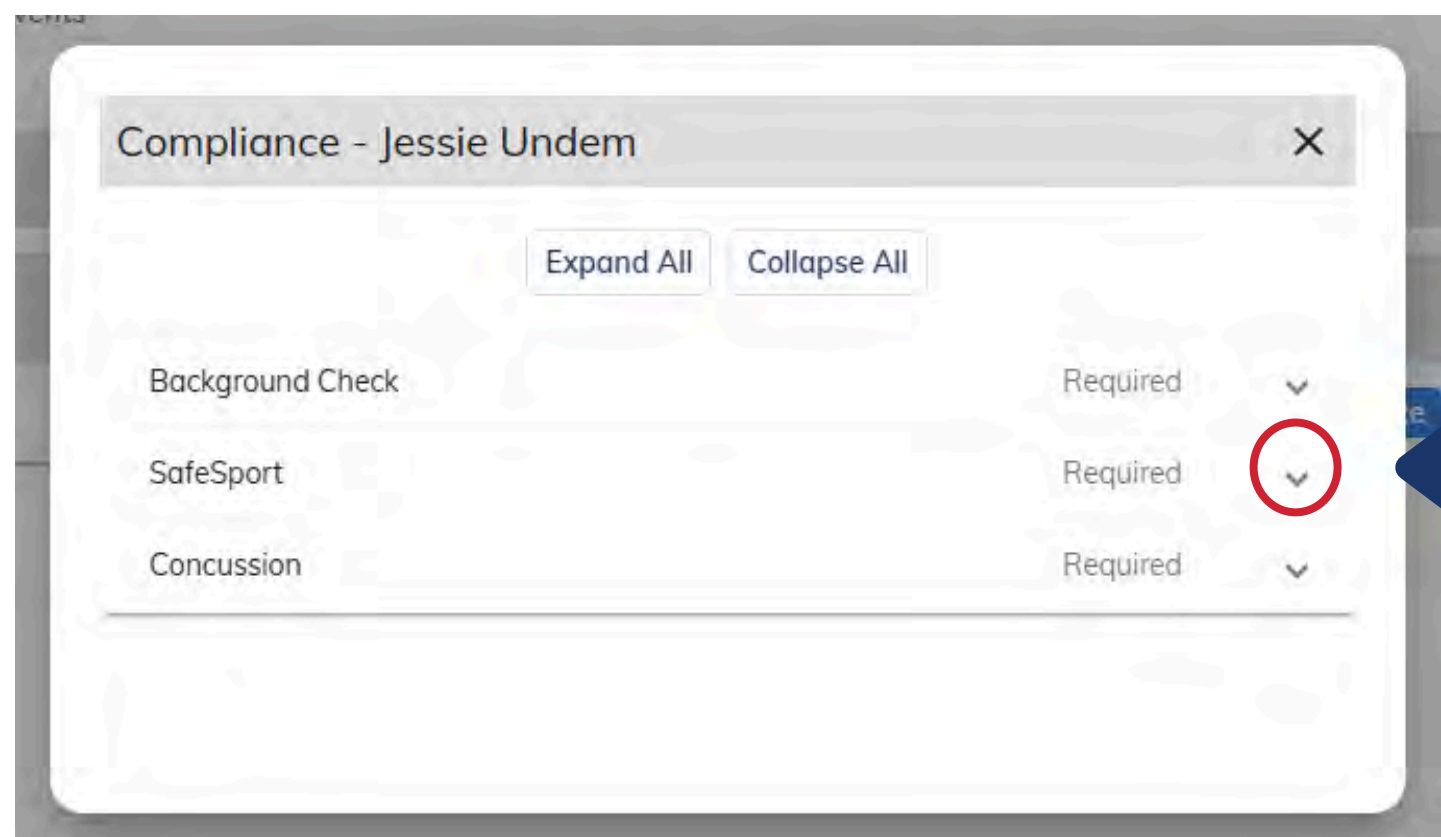 Compliance - Jessie Undem
Expand All Collapse All
Background Check Required
SafeSport Required
Concussion Required